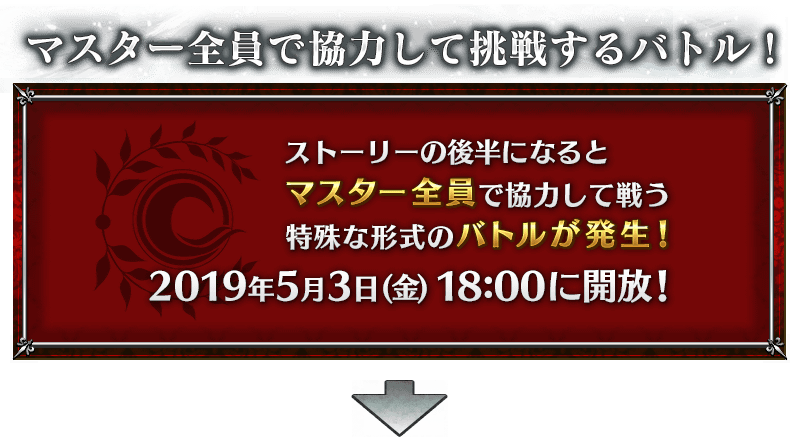 マスター全員で協力して挑戦するバトル！
ストーリーの後半になると
マスター全員で協力して戦う
特殊な形式のバトルが発生！
2019年5月3日(金) 18:00に開放！